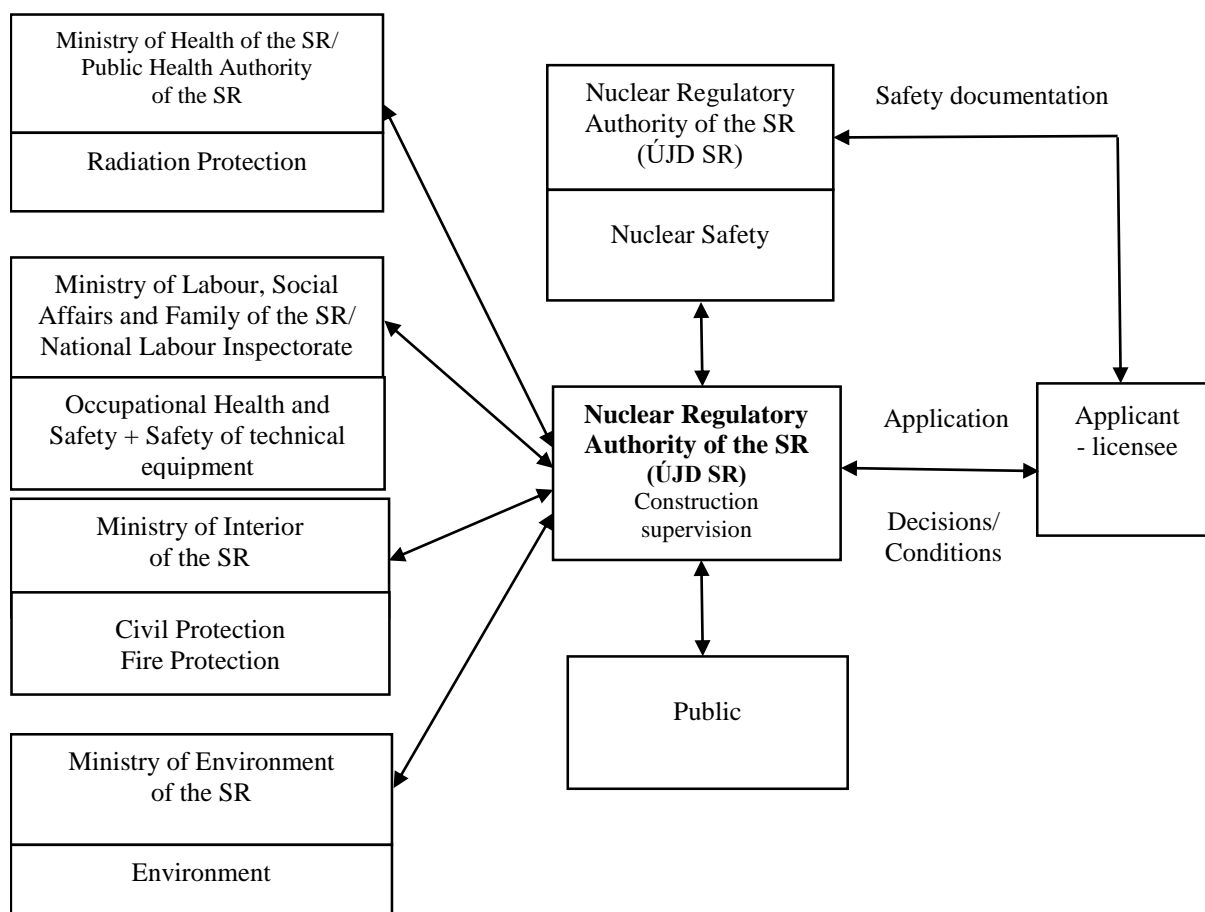 Ministry of Health of the SR/
Public Health Authority
of the SR
Radiation Protection
Ministry of Labour, Social
Affairs and Family of the SR/
National Labour Inspectorate
Occupational Health and
Safety + Safety of technical
equipment
Ministry of Interior
of the SR
Civil Protection
Fire Protection
Ministry of Environment
of the SR
Environment
Nuclear Regulatory
Authority of the SR
(ÚJD SR)
Nuclear Safety
Nuclear Regulatory
Authority of the SR
(ÚJD SR)
Construction
supervision
Public
Safety documentation
Application
Decisions/
Conditions
Applicant
- licensee